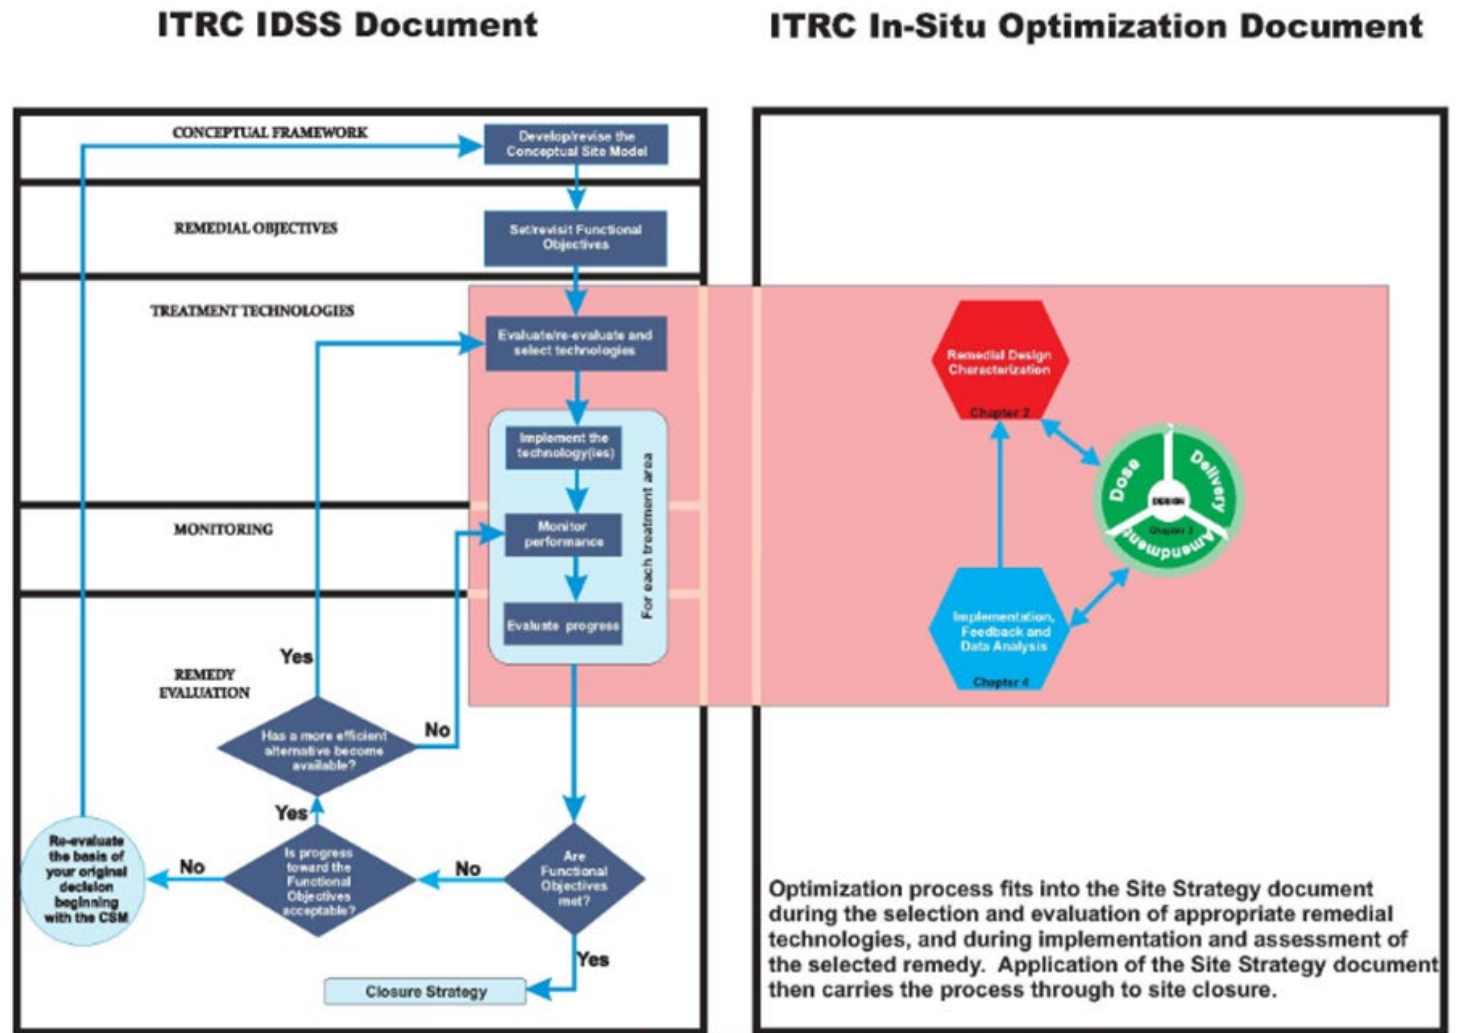 ITRC IDSS Document
ITRC In-Situ Optimization Document
CONCEPTUAL FRAMEWORK
Develop/revise the
Conceptual Site Model
REMEDIAL OBJECTIVES
Set/revisit Functional
Objectives
TREATMENT TECHNOLOGIES
Evaluate/re-evaluate and
select technologies
Implement the
technology(ies)
For each treatment area
MONITORING
Monitor
performance
Evaluate progress
REMEDY
EVALUATION
Yes
Has a more efficient
alternative become
available?
No
Yes
Re-evaluate
the basis of
your original
decision
beginning
with the CSM
No
Is progress
toward the
Functional
Objectives
acceptable?
No
Are
Functional
Objectives
met?
Yes
Closure Strategy
Remedial Design
Characterization
Chapter 2
Dose
Delivery
Amendment
DESIGN
Chapter 3
Implementation,
Feedback and
Data Analysis
Chapter 4
Optimization process fits into the Site Strategy document
during the selection and evaluation of appropriate remedial
technologies, and during implementation and assessment of
the selected remedy. Application of the Site Strategy document
then carries the process through to site closure.